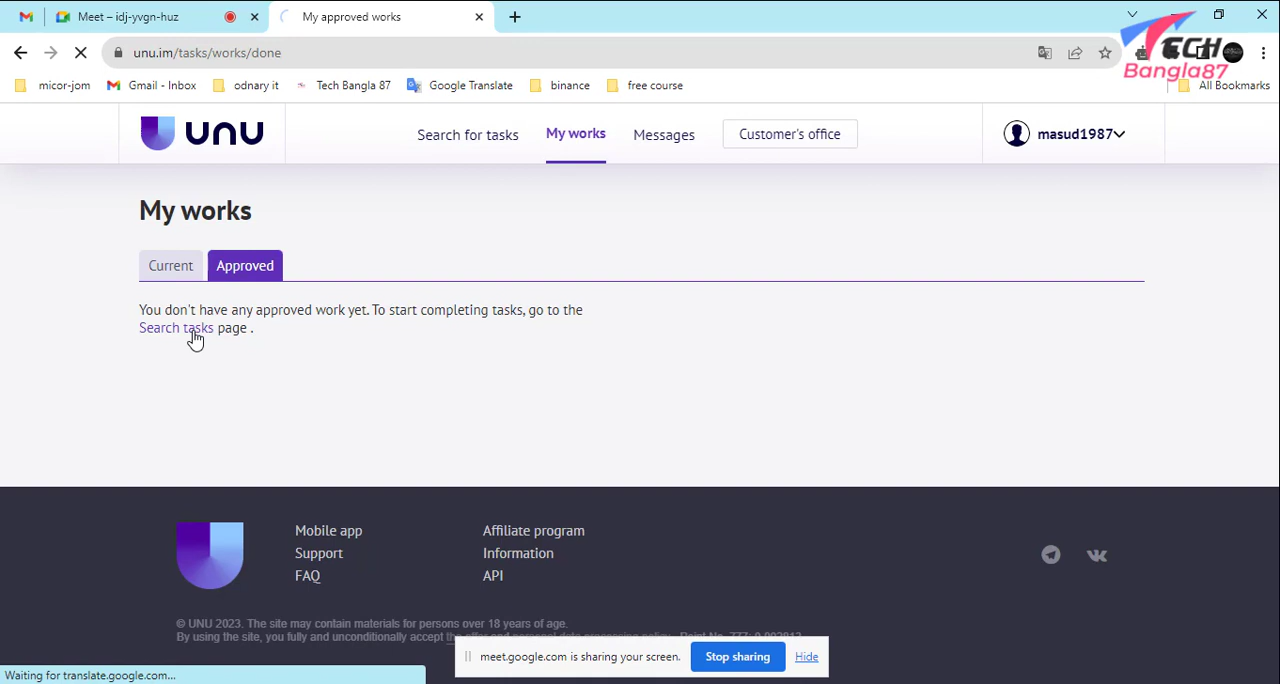 Meet – idj-yvgn-huz
My approved works
unu.im/tasks/works/done
TECH
Bangla87
micor-jom
Gmail - Inbox
ordnary it
Tech Bangla 87
Google Translate
binance
free course
All Bookmarks
unu
Search for tasks
My works
Messages
Customer's office
masud1987
My works
Current
Approved
You don't have any approved work yet. To start completing tasks, go to the
Search tasks page .
Mobile app
Affiliate program
Support
Information
FAQ
API
© UNU 2023. The site may contain materials for persons over 18 years of age.
By using the site, you fully and unconditionally accept
meet.google.com is sharing your screen.
Stop sharing
Hide
Waiting for translate.google.com...